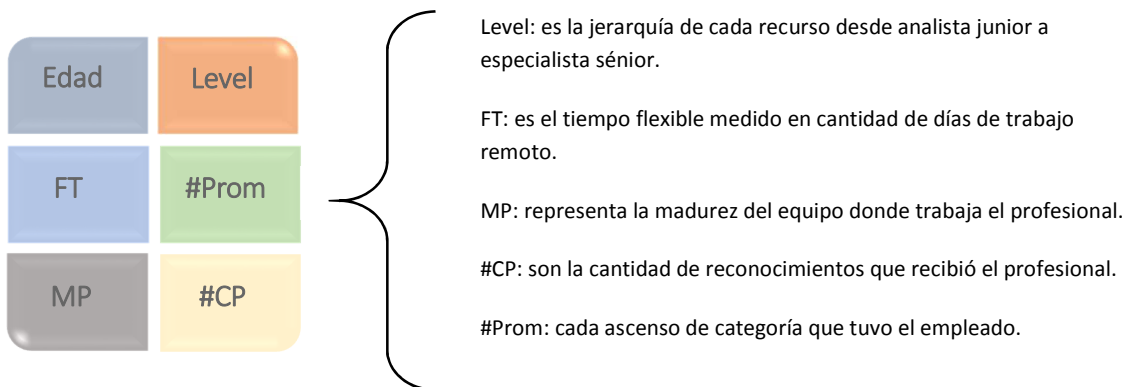 Edad
Level
FT
#Prom
MP
#CP
Level: es la jerarquía de cada recurso desde analista junior a
especialista sénior.
FT: es el tiempo flexible medido en cantidad de días de trabajo
remoto.
MP: representa la madurez del equipo donde trabaja el profesional.
#CP: son la cantidad de reconocimientos que recibió el profesional.
#Prom: cada ascenso de categoría que tuvo el empleado.